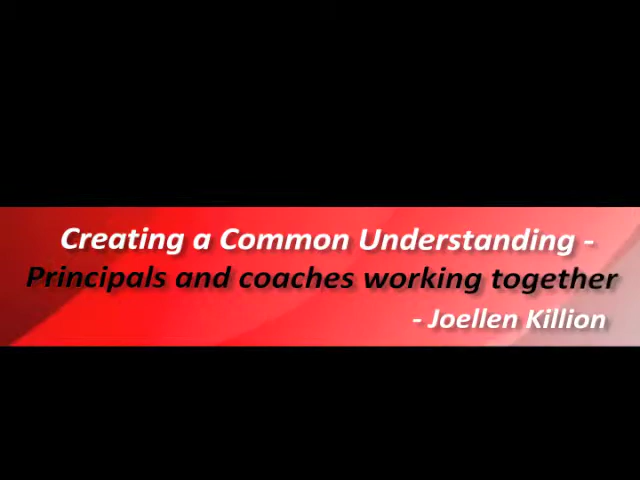 Creating a Common Understanding -
Principals and coaches working together
- Joellen Killion